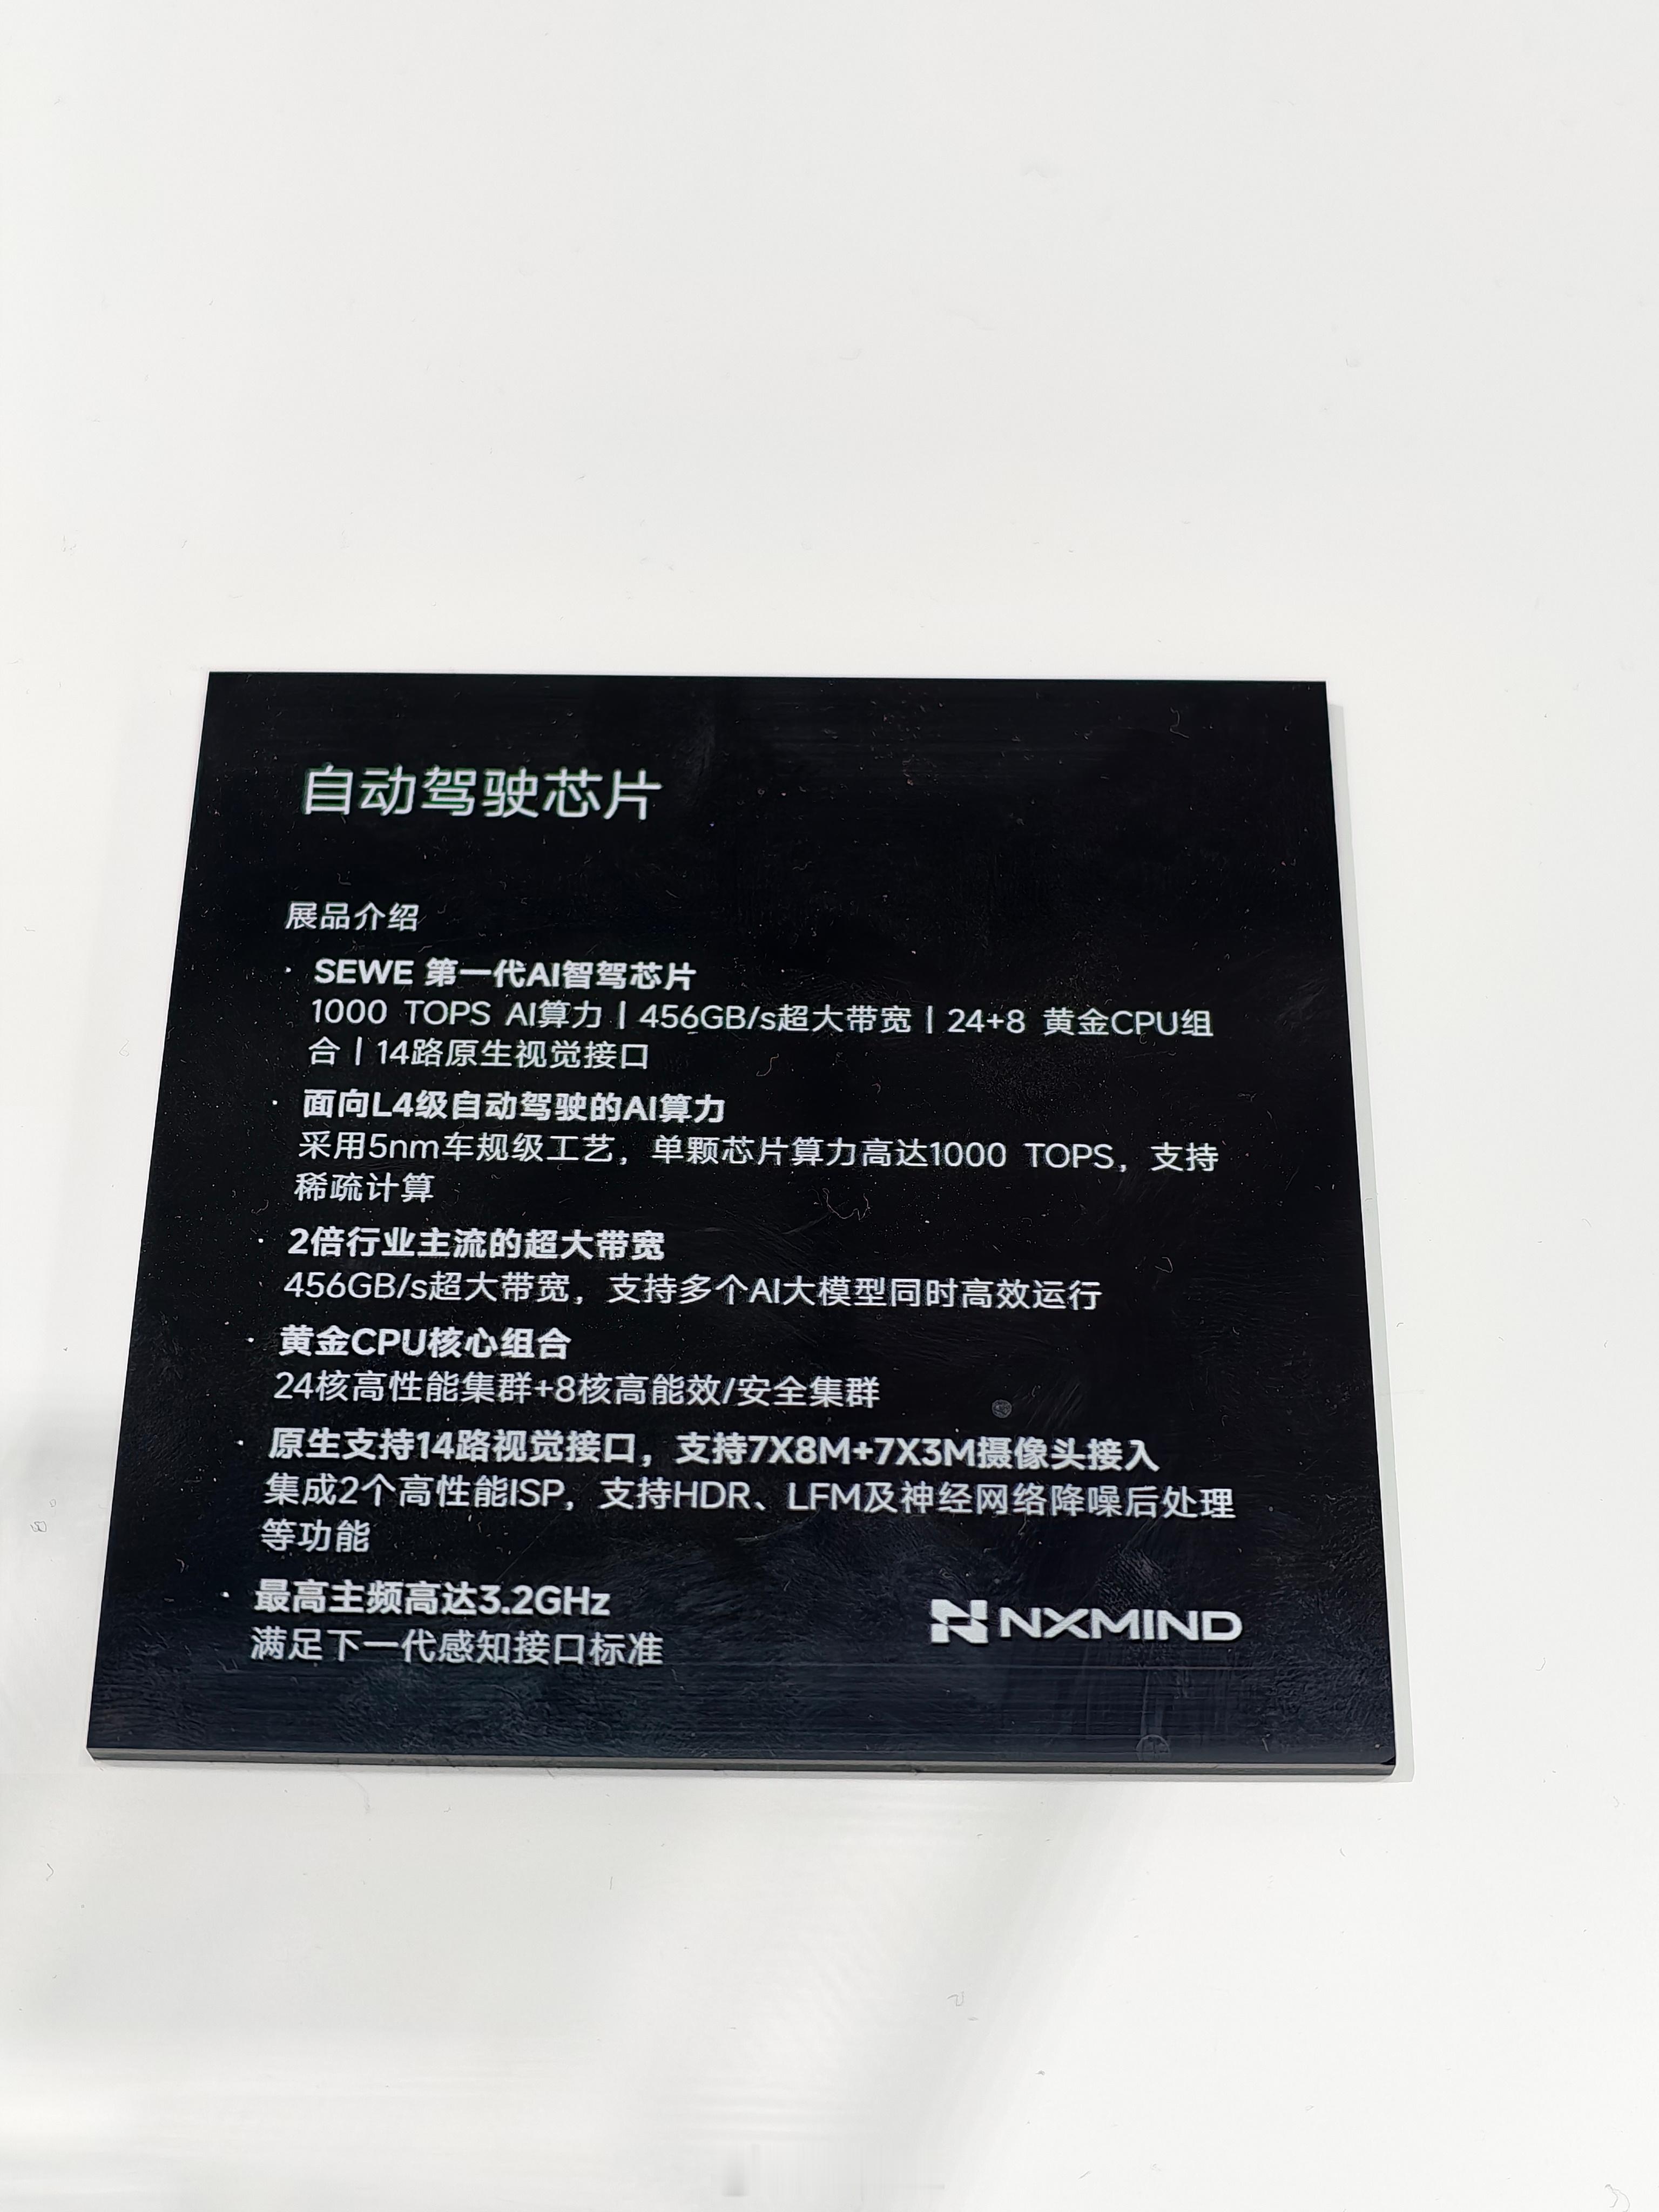 自动驾驶芯片
展品介绍
· SEWE 第一代AI智驾芯片
1000 TOPS AI算力 | 456GB/s超大带宽 | 24+8 黄金CPU组
合 | 14路原生视觉接口
· 面向L4级自动驾驶的AI算力
采用5nm车规级工艺，单颗芯片算力高达1000 TOPS，支持
稀疏计算
· 2倍行业主流的超大带宽
456GB/s超大带宽，支持多个AI大模型同时高效运行
· 黄金CPU核心组合
24核高性能集群+8核高能效/安全集群
· 原生支持14路视觉接口，支持7X8M+7X3M摄像头接入
集成2个高性能ISP，支持HDR、LFM及神经网络降噪后处理
等功能
· 最高主频高达3.2GHz
满足下一代感知接口标准
NXMIND